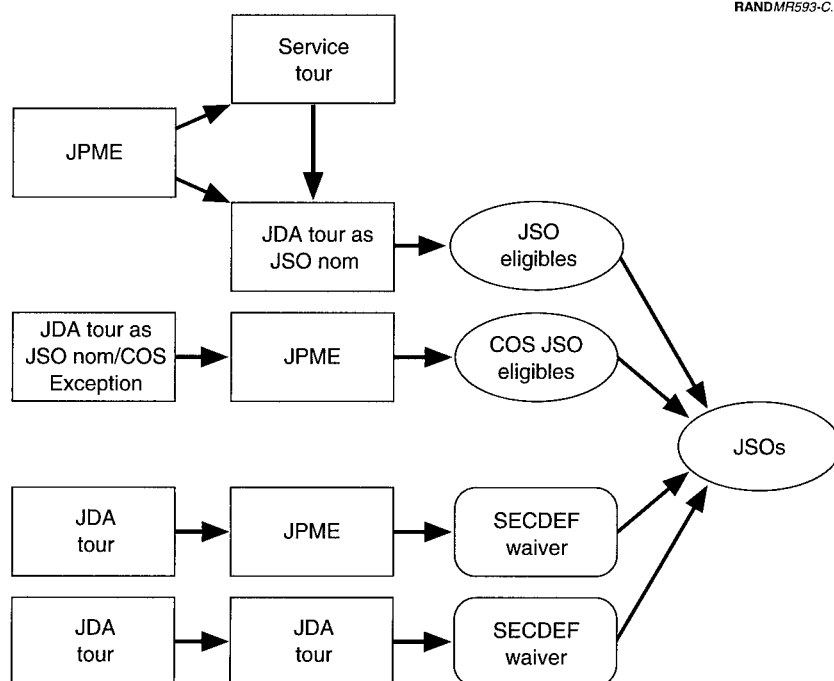 RANDMR593-C.
Service
tour
JPME
JDA tour as
JSO nom
JSO
eligibles
JDA tour as
JSO nom/COS
Exception
JPME
COS JSO
eligibles
JSOs
JDA
tour
JPME
SECDEF
waiver
JDA
tour
JDA
tour
SECDEF
waiver